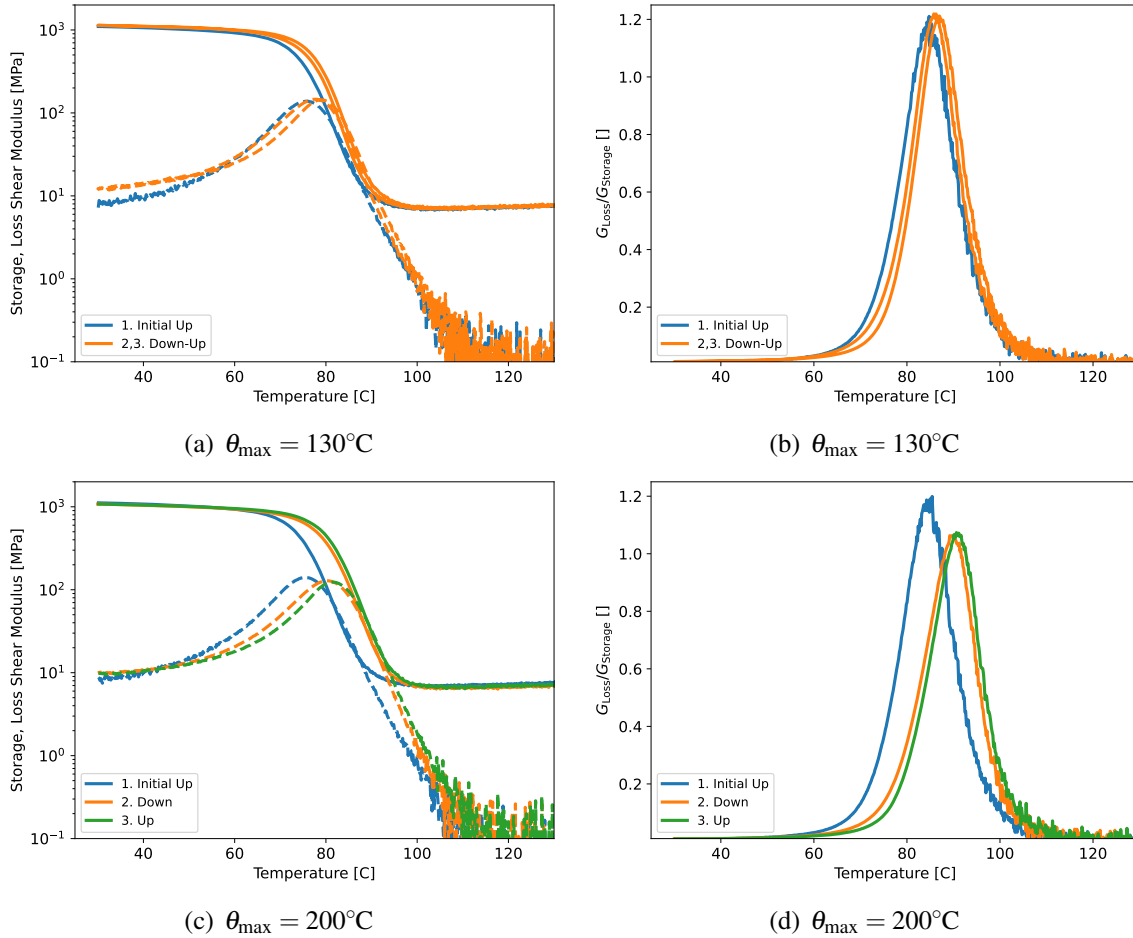 Storage, Loss Shear Modulus [MPa]
10³
10²
10¹
10⁰
10⁻¹
1. Initial Up
2,3. Down-Up
40 60 80 100 120
Temperature [C]
(a) θmax = 130°C
G_Loss/G_Storage []
1.2
1.0
0.8
0.6
0.4
0.2
1. Initial Up
2,3. Down-Up
40 60 80 100 120
Temperature [C]
(b) θmax = 130°C
Storage, Loss Shear Modulus [MPa]
10³
10²
10¹
10⁰
10⁻¹
1. Initial Up
2. Down
3. Up
40 60 80 100 120
Temperature [C]
(c) θmax = 200°C
G_Loss/G_Storage []
1.2
1.0
0.8
0.6
0.4
0.2
1. Initial Up
2. Down
3. Up
40 60 80 100 120
Temperature [C]
(d) θmax = 200°C